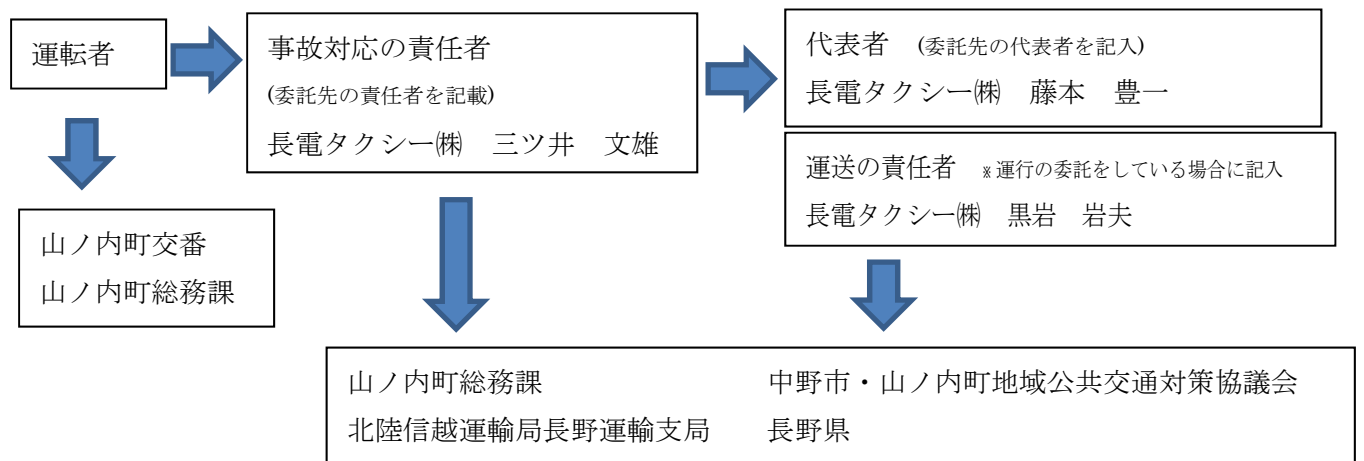 運転者
事故対応の責任者
(委託先の責任者を記載)
長電タクシー㈱　三ツ井　文雄
代表者　(委託先の代表者を記入)
長電タクシー㈱　藤本　豊一
運送の責任者　※運行の委託をしている場合に記入
長電タクシー㈱　黒岩　岩夫
山ノ内町交番
山ノ内町総務課
山ノ内町総務課　中野市・山ノ内町地域公共交通対策協議会
北陸信越運輸局長野運輸支局　長野県